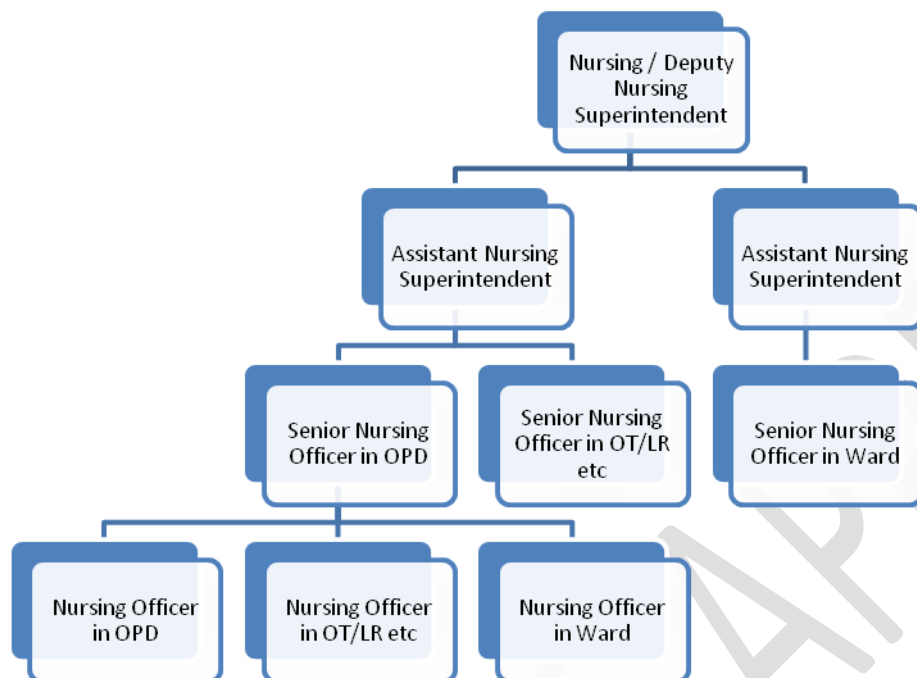 Nursing / Deputy
Nursing
Superintendent
Assistant Nursing
Superintendent
Assistant Nursing
Superintendent
Senior Nursing
Officer in OPD
Senior Nursing
Officer in OT/LR
etc
Senior Nursing
Officer in Ward
Nursing Officer
in OPD
Nursing Officer
in OT/LR etc
Nursing Officer
in Ward